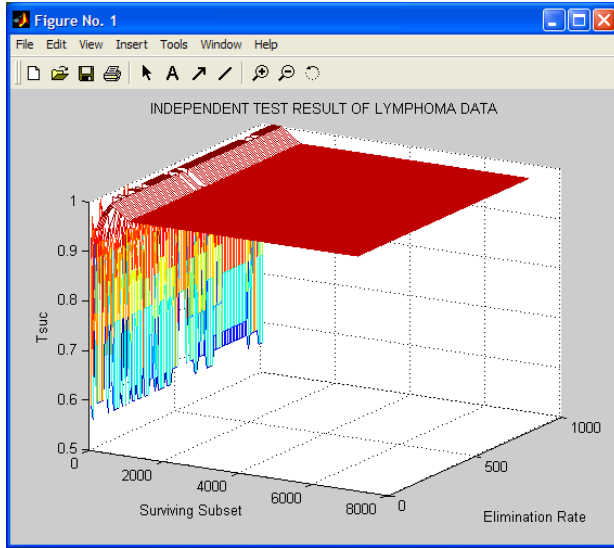 Figure No. 1
File Edit View Insert Tools Window Help
A
INDEPENDENT TEST RESULT OF LYMPHOMA DATA
1
0.9
0.8
0.7
0.6
0.5
Tsuc
0
2000
4000
6000
8000
Surviving Subset
0
500
1000
Elimination Rate